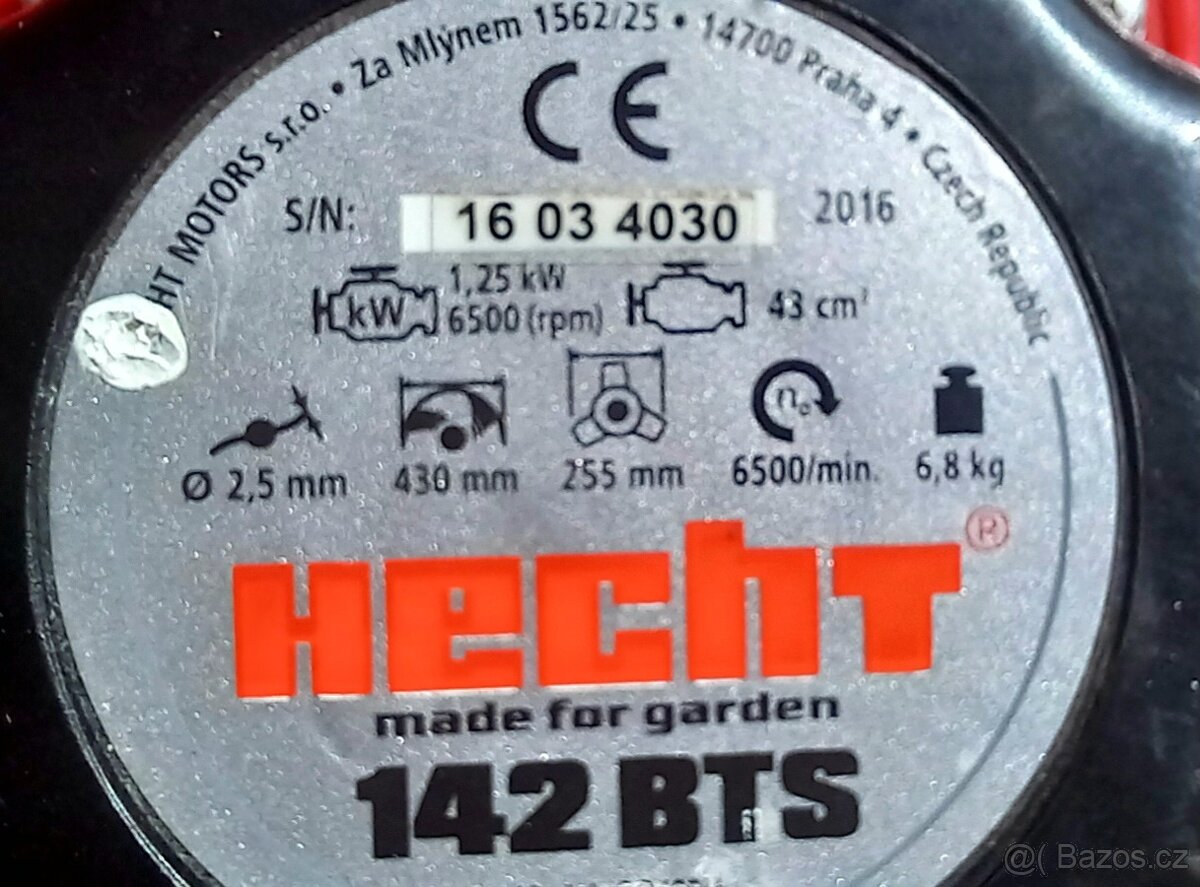 HT MOTORS s.r.o. • Za Mlýnem 1562/25 • 14700 Praha 4 • Czech Republic
CE
S/N: 16 03 4030 2016
kW 1,25 kW
6500 (rpm) 43 cm³
n₀
Ø 2,5 mm 430 mm 255 mm 6500/min. 6,8 kg
HECHT ®
made for garden
142 BTS
@( Bazos.cz